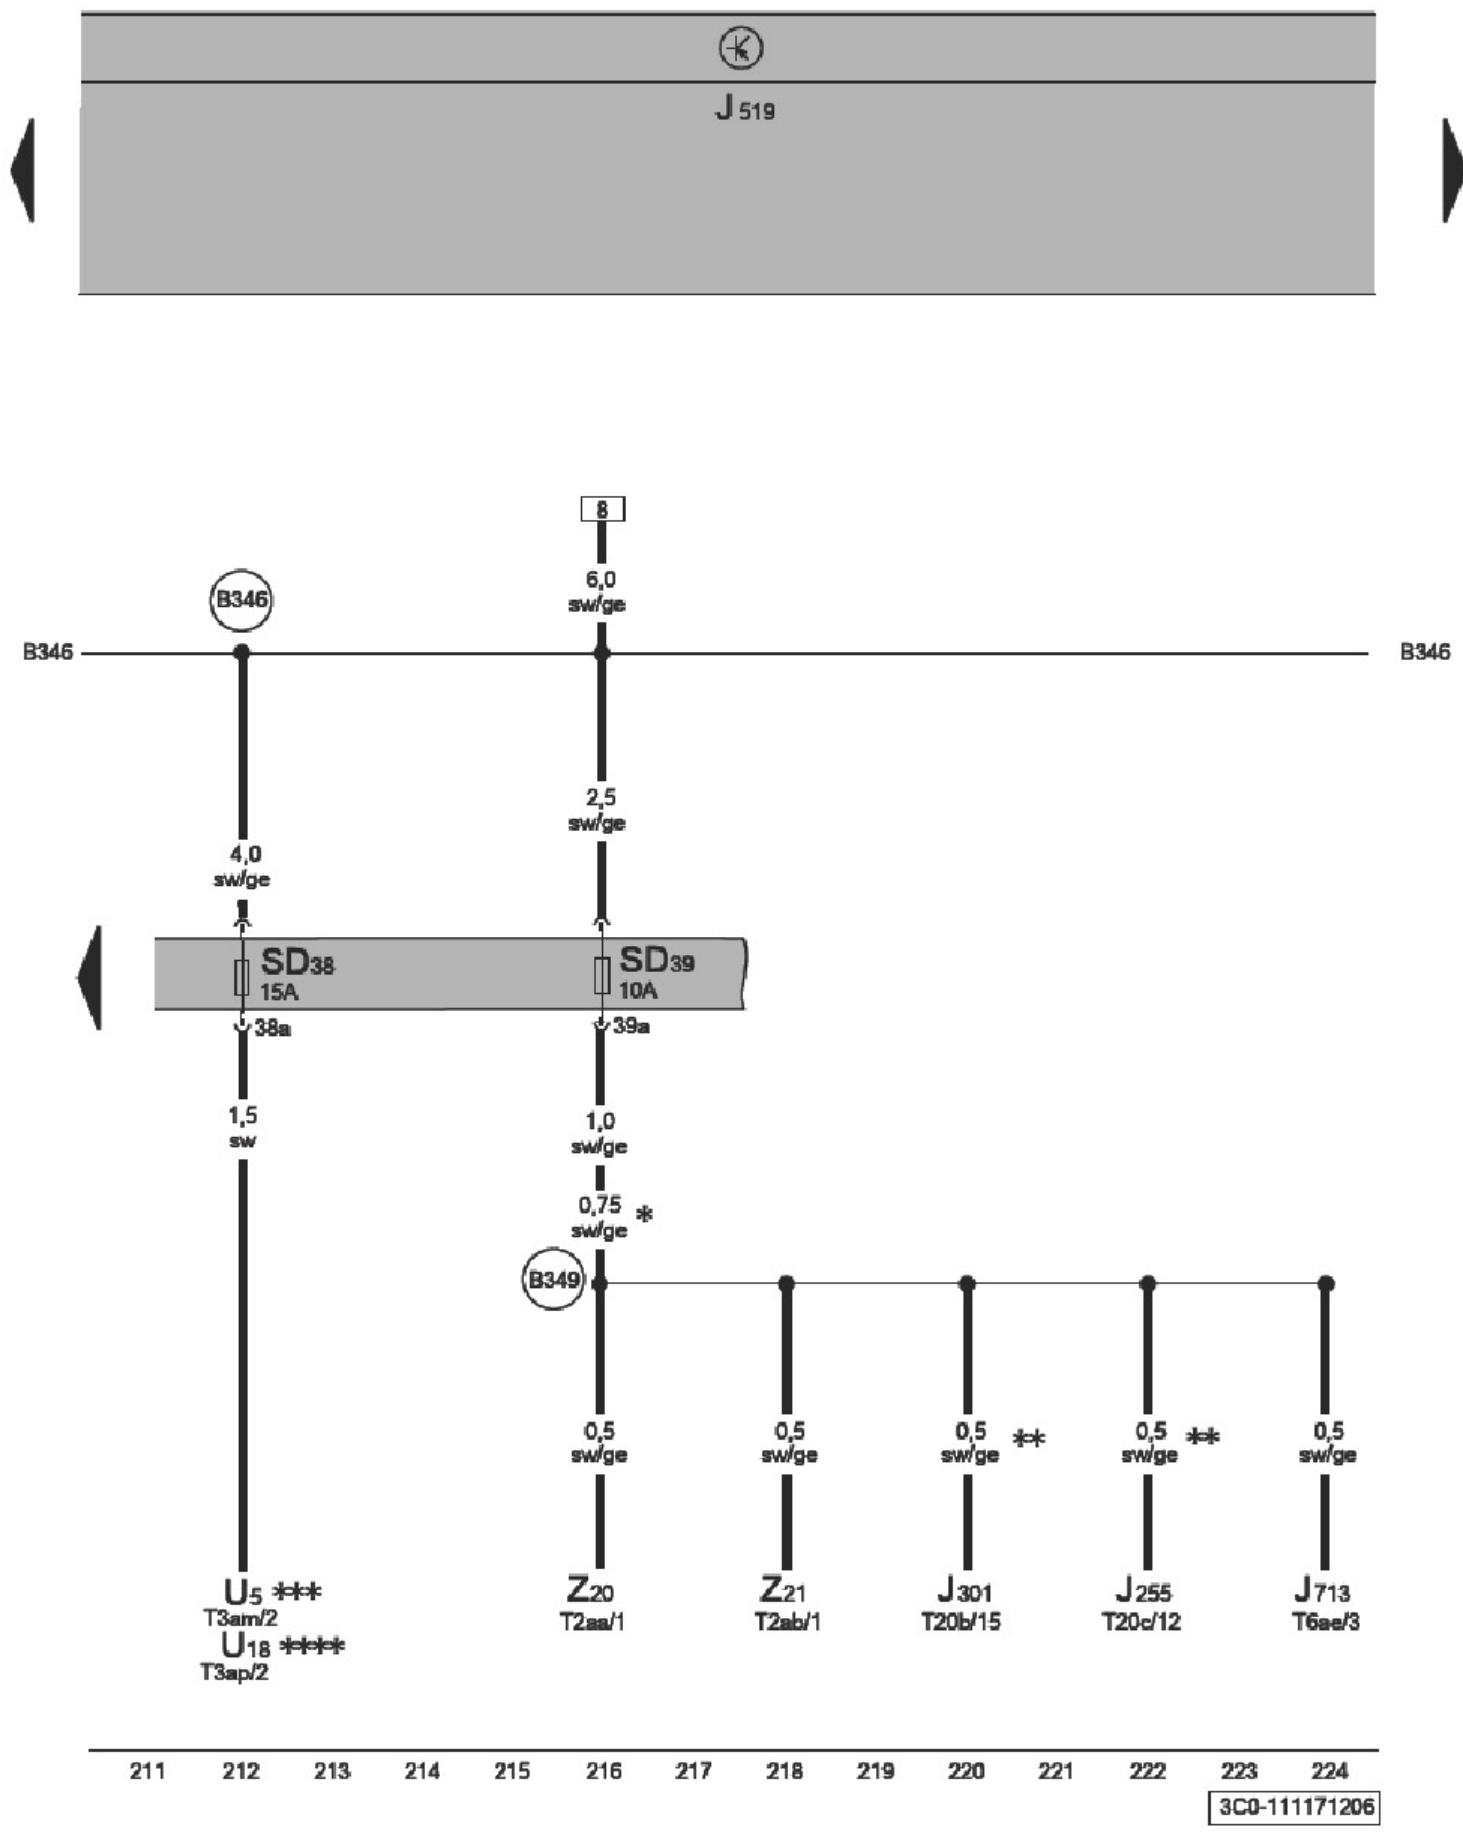 J519
8
6,0
sw/ge
B346
B346
B346
2,5
sw/ge
4,0
sw/ge
SD38
15A
SD39
10A
38a
39a
1,5
sw
1,0
sw/ge
0,75
sw/ge *
B349
0,5
sw/ge
0,5
sw/ge
0,5
sw/ge **
0,5
sw/ge **
0,5
sw/ge
U5 ***
T3am/2
U18 ****
T3ap/2
Z20
T2aa/1
Z21
T2ab/1
J301
T20b/15
J255
T20c/12
J713
T6ae/3
211 212 213 214 215 216 217 218 219 220 221 222 223 224
3C0-111171206